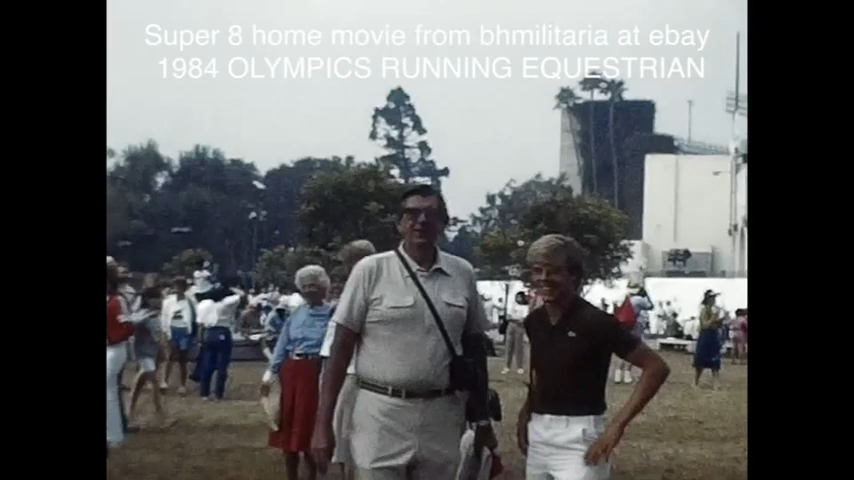 Super 8 home movie from bhmilitaria at ebay
1984 OLYMPICS RUNNING EQUESTRIAN